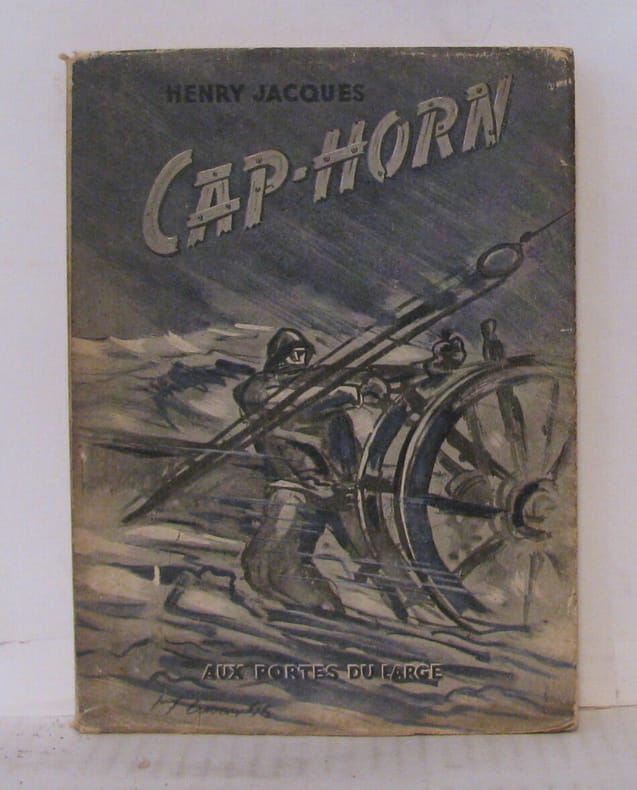 HENRY JACQUES
CAP-HORN
AUX PORTES DU LARGE